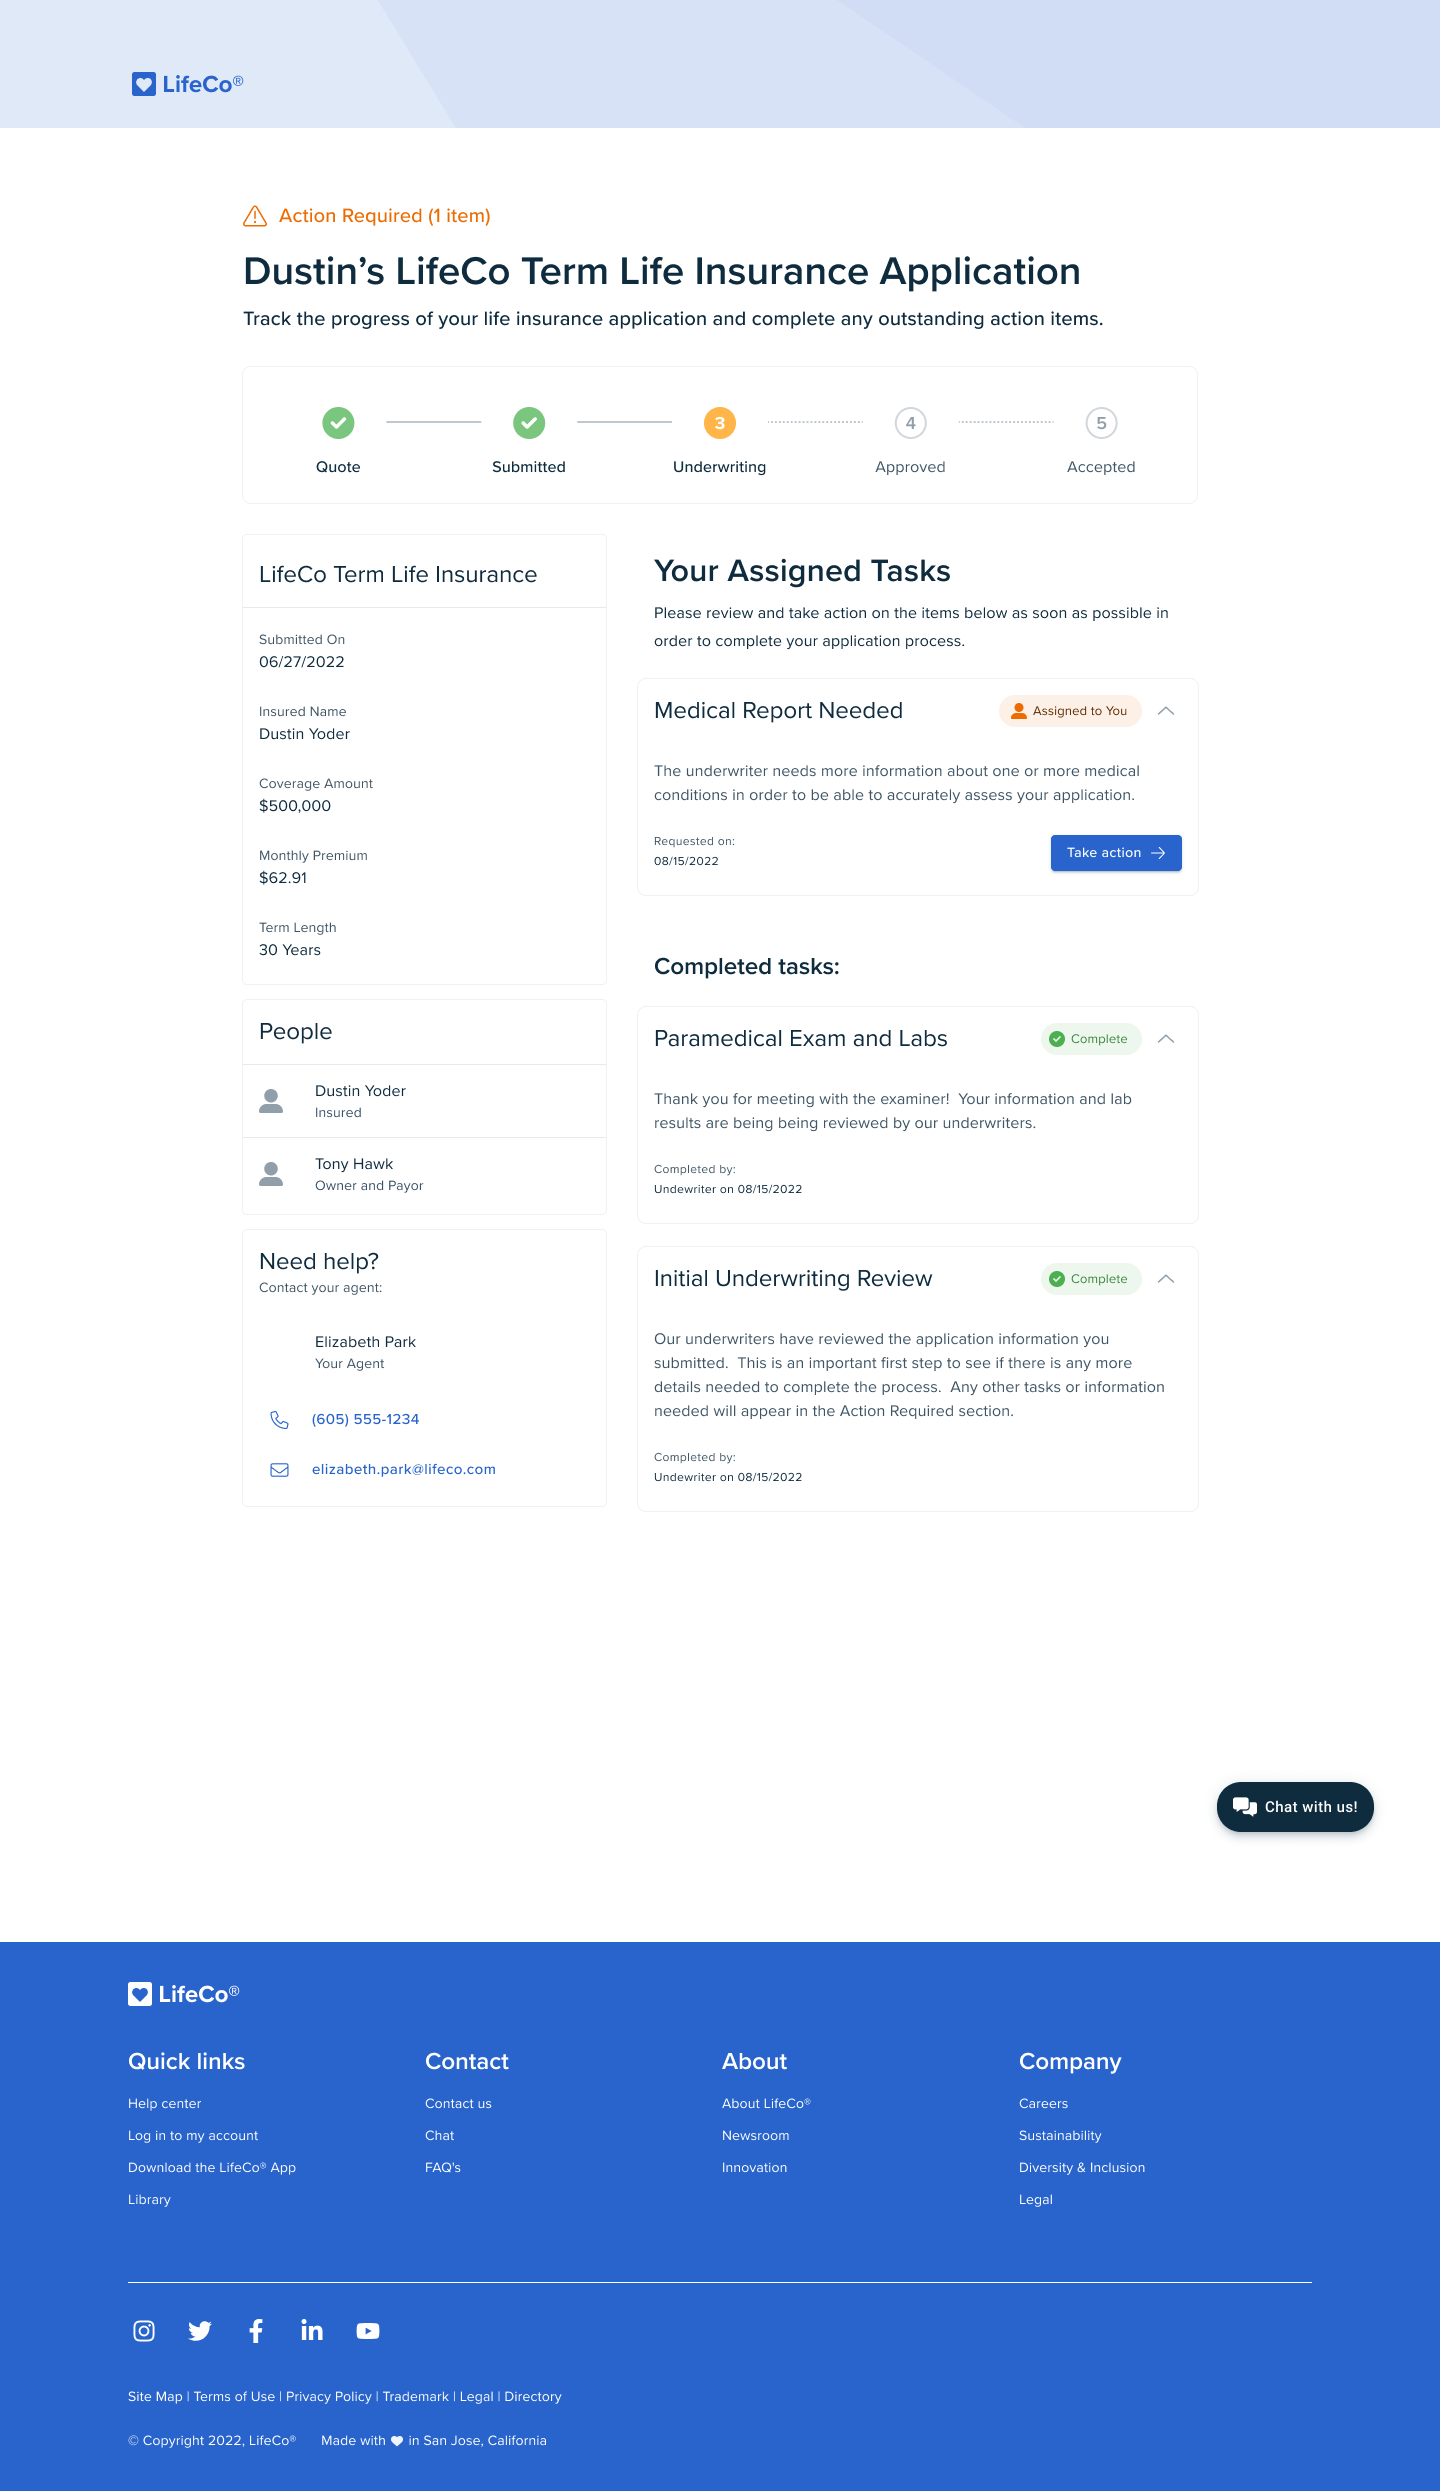 LifeCo®
Action Required (1 item)
Dustin’s LifeCo Term Life Insurance Application
Track the progress of your life insurance application and complete any outstanding action items.
3
4
5
Quote
Submitted
Underwriting
Approved
Accepted
LifeCo Term Life Insurance
Submitted On
06/27/2022
Insured Name
Dustin Yoder
Coverage Amount
$500,000
Monthly Premium
$62.91
Term Length
30 Years
People
Dustin Yoder
Insured
Tony Hawk
Owner and Payor
Need help?
Contact your agent:
Elizabeth Park
Your Agent
(605) 555-1234
elizabeth.park@lifeco.com
Your Assigned Tasks
Please review and take action on the items below as soon as possible in
order to complete your application process.
Medical Report Needed
Assigned to You
The underwriter needs more information about one or more medical
conditions in order to be able to accurately assess your application.
Requested on:
08/15/2022
Take action
Completed tasks:
Paramedical Exam and Labs
Complete
Thank you for meeting with the examiner!  Your information and lab
results are being being reviewed by our underwriters.
Completed by:
Undewriter on 08/15/2022
Initial Underwriting Review
Complete
Our underwriters have reviewed the application information you
submitted.  This is an important first step to see if there is any more
details needed to complete the process.  Any other tasks or information
needed will appear in the Action Required section.
Completed by:
Undewriter on 08/15/2022
Chat with us!
LifeCo®
Quick links
Help center
Log in to my account
Download the LifeCo® App
Library
Contact
Contact us
Chat
FAQ's
About
About LifeCo®
Newsroom
Innovation
Company
Careers
Sustainability
Diversity & Inclusion
Legal
Site Map | Terms of Use | Privacy Policy | Trademark | Legal | Directory
© Copyright 2022, LifeCo®
Made with ♥ in San Jose, California